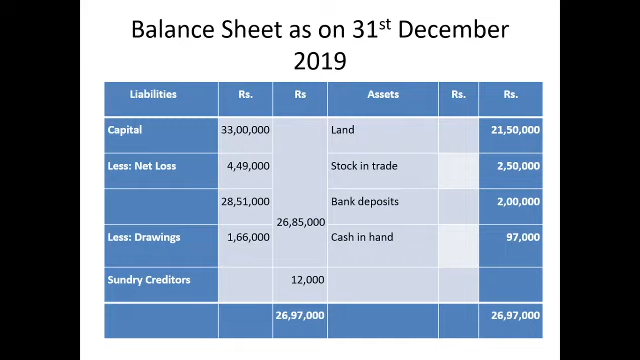 Balance Sheet as on 31st December
2019
Liabilities Rs. Rs Assets Rs. Rs.
Capital 33,00,000 Land 21,50,000
Less: Net Loss 4,49,000 Stock in trade 2,50,000
28,51,000 Bank deposits 2,00,000
26,85,000
Less: Drawings 1,66,000 Cash in hand 97,000
Sundry Creditors 12,000
26,97,000 26,97,000